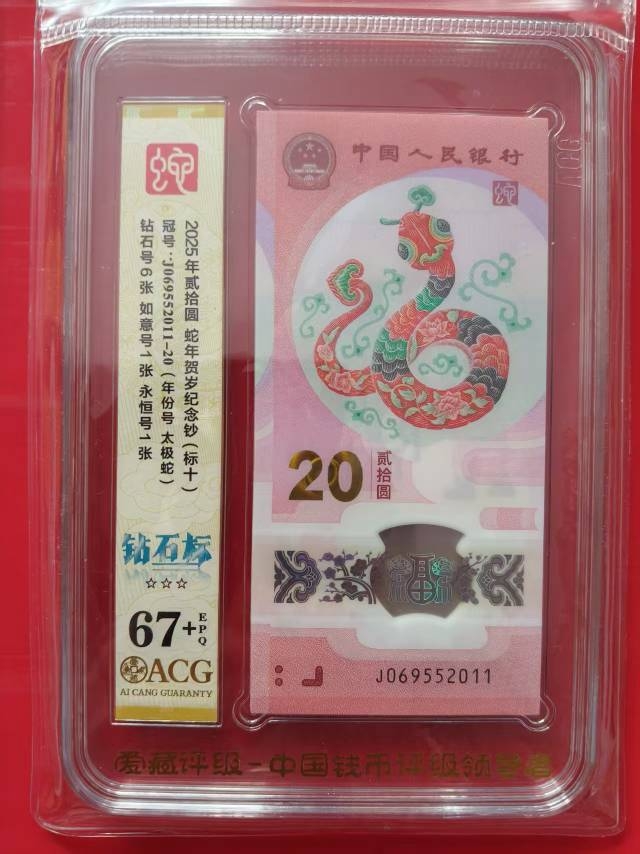 蛇
2025年贰拾圆 蛇年贺岁纪念钞（标十）
冠号：J069552011-20（年份号 太极蛇）
钻石号6张 如意号1张 永恒号1张
钻石标
☆☆☆
67+ EPQ
ACG
AI CANG GUARANTY
中国人民银行
蛇
20 贰拾圆
福
J069552011
爱藏评级-中国钱币评级领导者
ACG